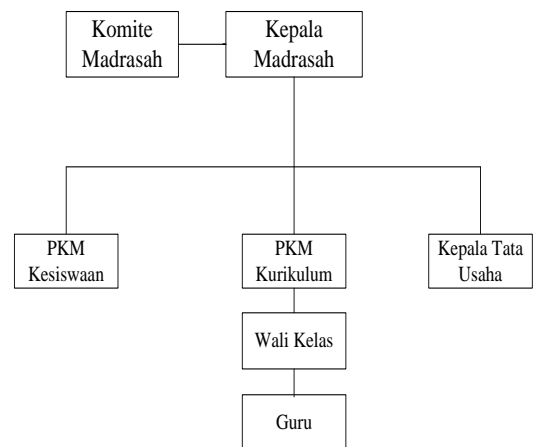 Komite
Madrasah
Kepala
Madrasah
PKM
Kesiswaan
PKM
Kurikulum
Kepala Tata
Usaha
Wali Kelas
Guru